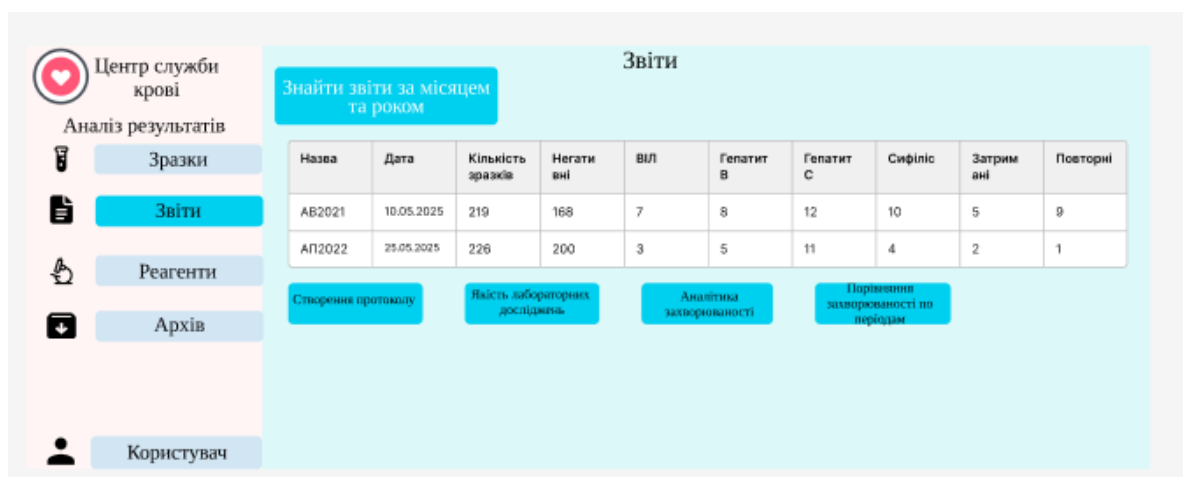 Центр служби
крові
Аналіз результатів
Зразки
Звіти
Реагенти
Архів
Користувач
Звіти
Знайти звіти за місяцем
та роком
Назва Дата Кількість зразків Негати вні ВІЛ Гепатит В Гепатит С Сифіліс Затрим ані Повторні
АВ2021 10.05.2025 219 168 7 8 12 10 5 9
АП2022 25.05.2025 226 200 3 5 11 4 2 1
Створення протоколу
Якість лабораторних
досліджень
Аналітика
захворюваності
Порівняння
захворюваності по
періодам